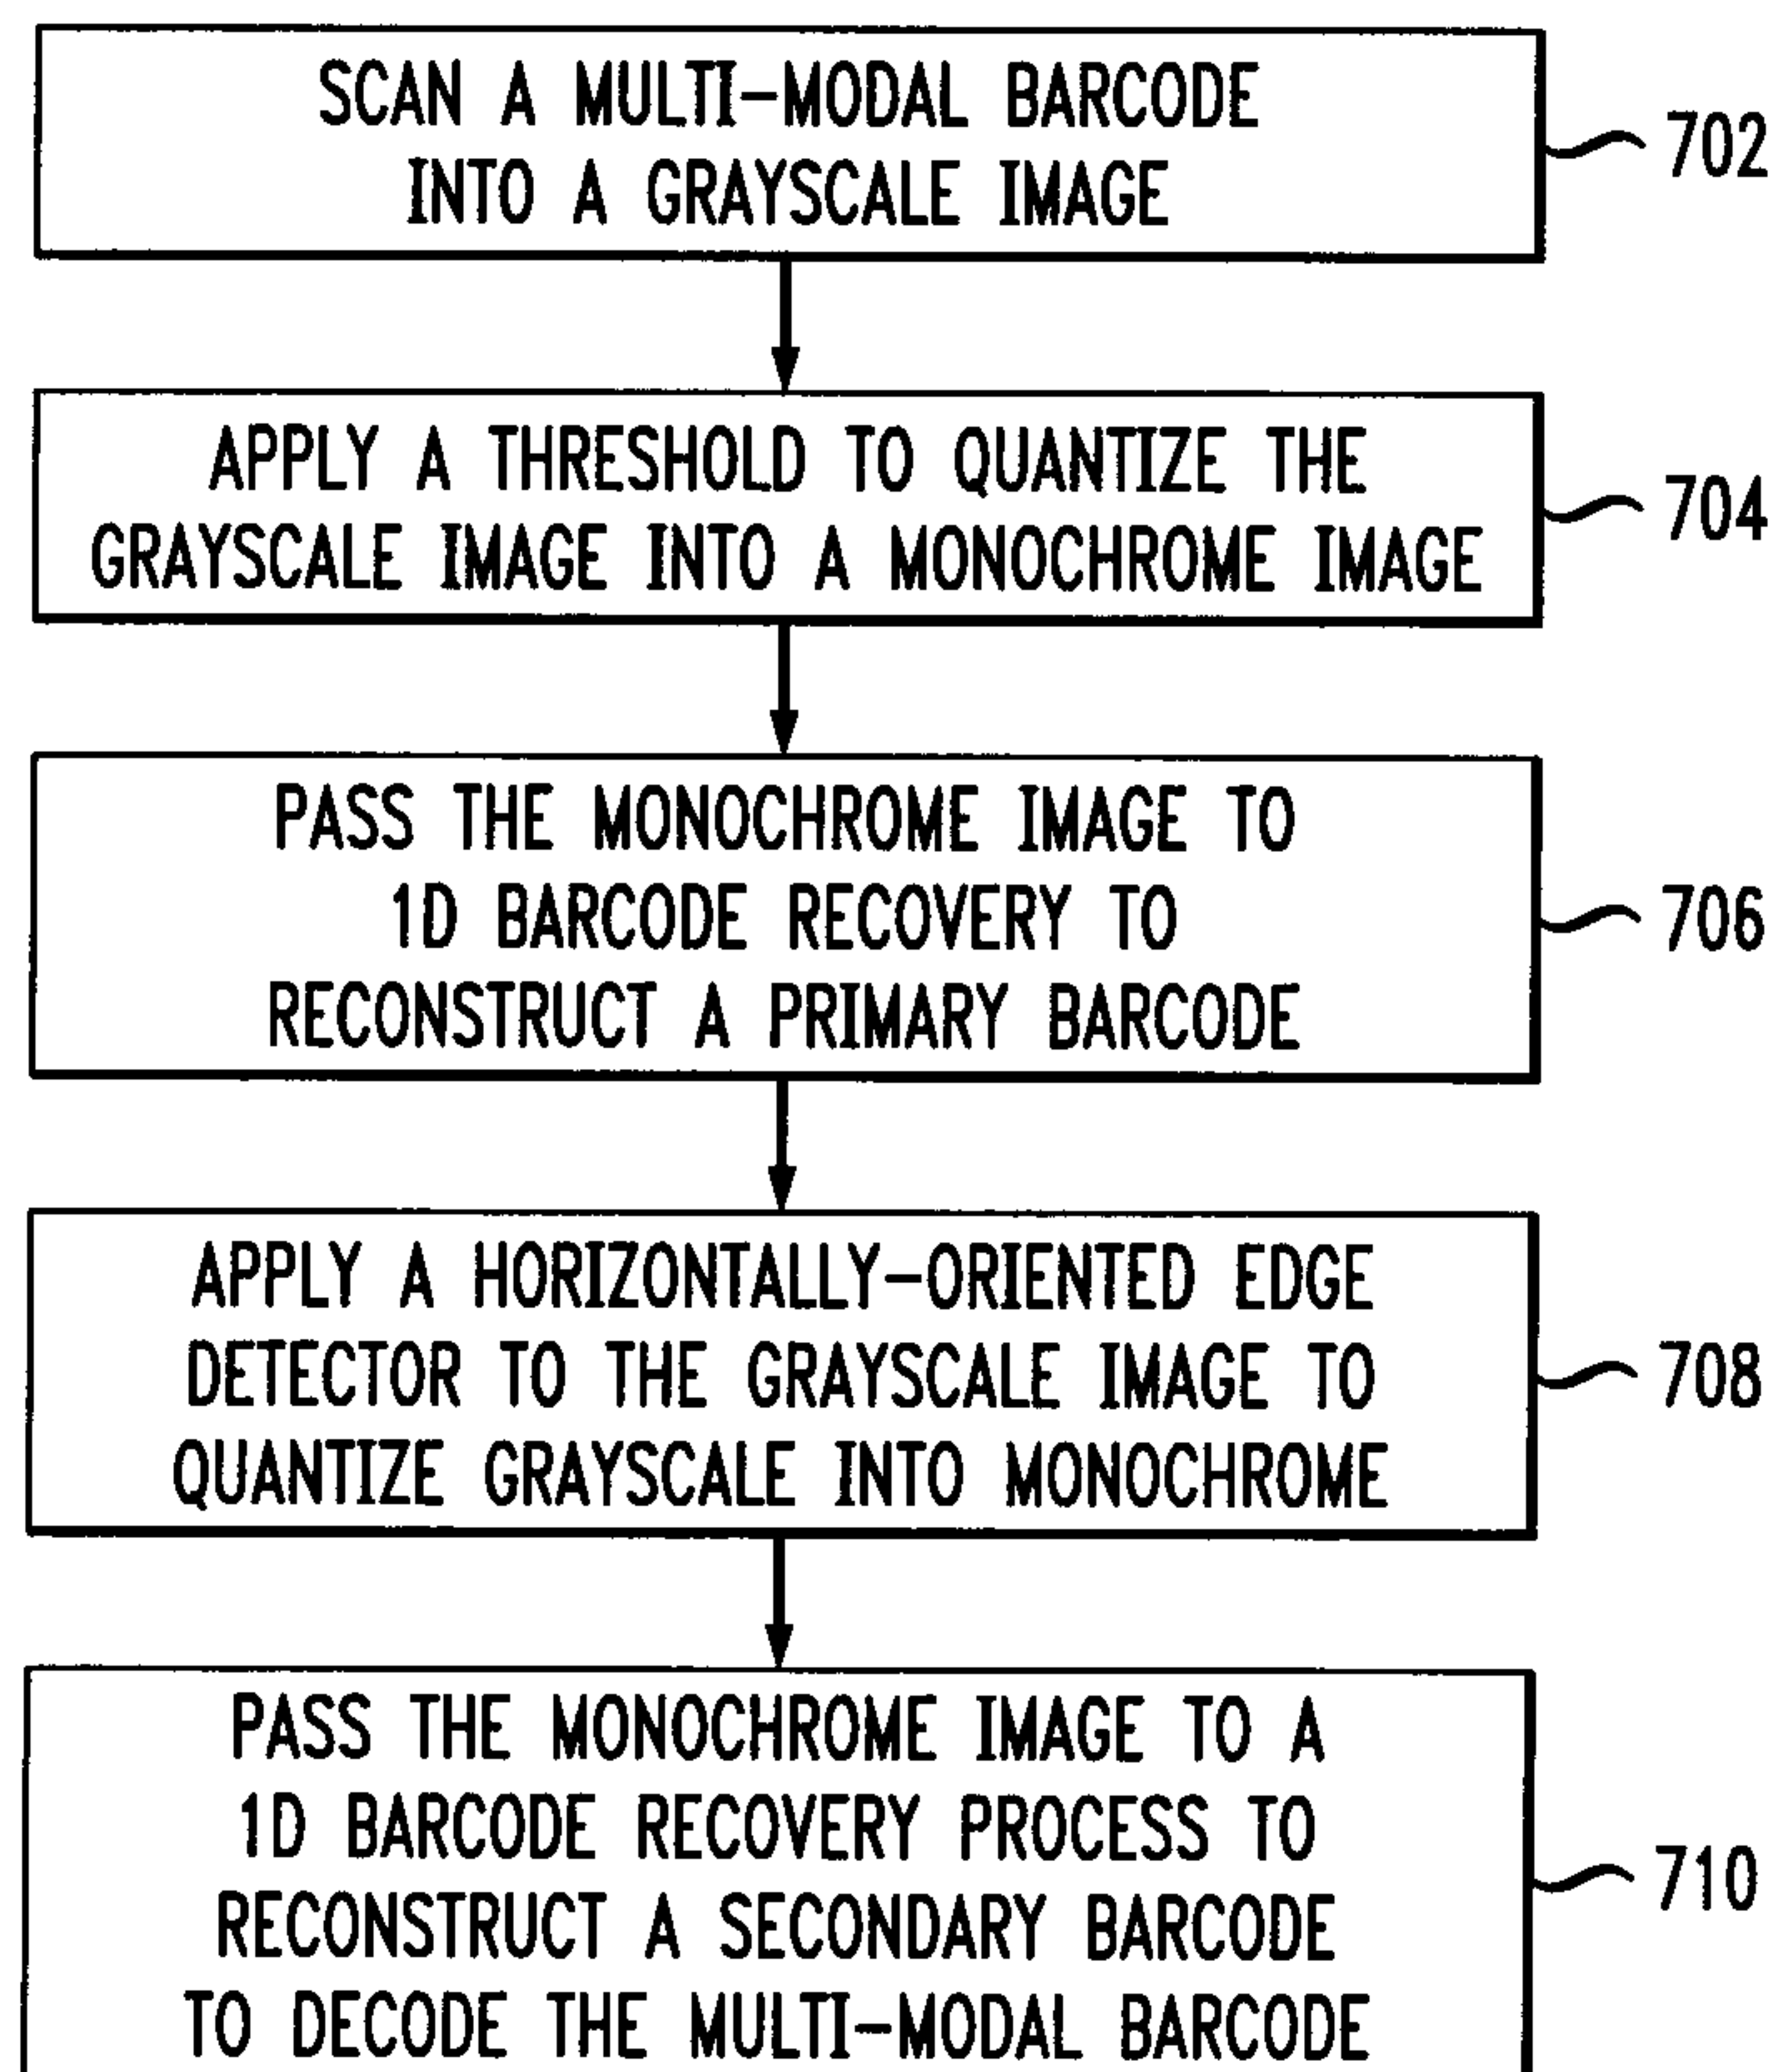 SCAN A MULTI-MODAL BARCODE
INTO A GRAYSCALE IMAGE
702
APPLY A THRESHOLD TO QUANTIZE THE
GRAYSCALE IMAGE INTO A MONOCHROME IMAGE
704
PASS THE MONOCHROME IMAGE TO
1D BARCODE RECOVERY TO
RECONSTRUCT A PRIMARY BARCODE
706
APPLY A HORIZONTALLY-ORIENTED EDGE
DETECTOR TO THE GRAYSCALE IMAGE TO
QUANTIZE GRAYSCALE INTO MONOCHROME
708
PASS THE MONOCHROME IMAGE TO A
1D BARCODE RECOVERY PROCESS TO
RECONSTRUCT A SECONDARY BARCODE
TO DECODE THE MULTI-MODAL BARCODE
710